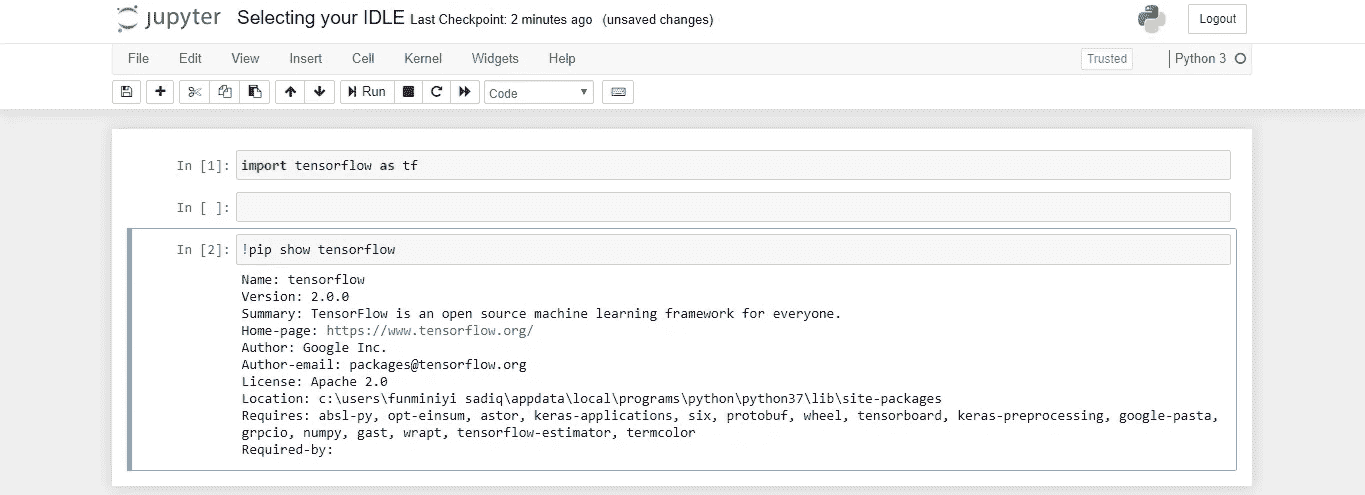 jupyter Selecting your IDLE Last Checkpoint: 2 minutes ago (unsaved changes) Logout
File Edit View Insert Cell Kernel Widgets Help Trusted Python 3
Run Code
In [1]: import tensorflow as tf
In [ ]:
In [2]: !pip show tensorflow
Name: tensorflow
Version: 2.0.0
Summary: TensorFlow is an open source machine learning framework for everyone.
Home-page: https://www.tensorflow.org/
Author: Google Inc.
Author-email: packages@tensorflow.org
License: Apache 2.0
Location: c:\users\funminiyi sadiq\appdata\local\programs\python\python37\lib\site-packages
Requires: absl-py, opt-einsum, astor, keras-applications, six, protobuf, wheel, tensorboard, keras-preprocessing, google-pasta,
grpcio, numpy, gast, wrapt, tensorflow-estimator, termcolor
Required-by: